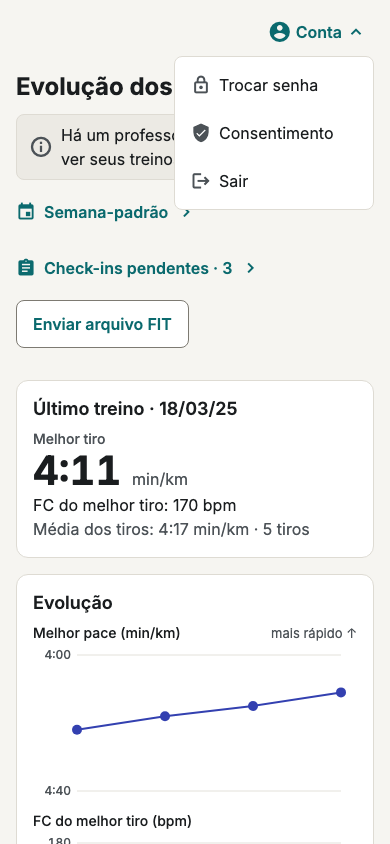 Conta
Trocar senha
Consentimento
Sair
Evolução dos
Há um
ver seus
Semana-padrão
Check-ins pendentes · 3
Enviar arquivo FIT
Último treino · 18/03/25
Melhor tiro
4:11 min/km
FC do melhor tiro: 170 bpm
Média dos tiros: 4:17 min/km · 5 tiros
Evolução
Melhor pace (min/km) mais rápido ↑
4:00
4:40
FC do melhor tiro (bpm)
180